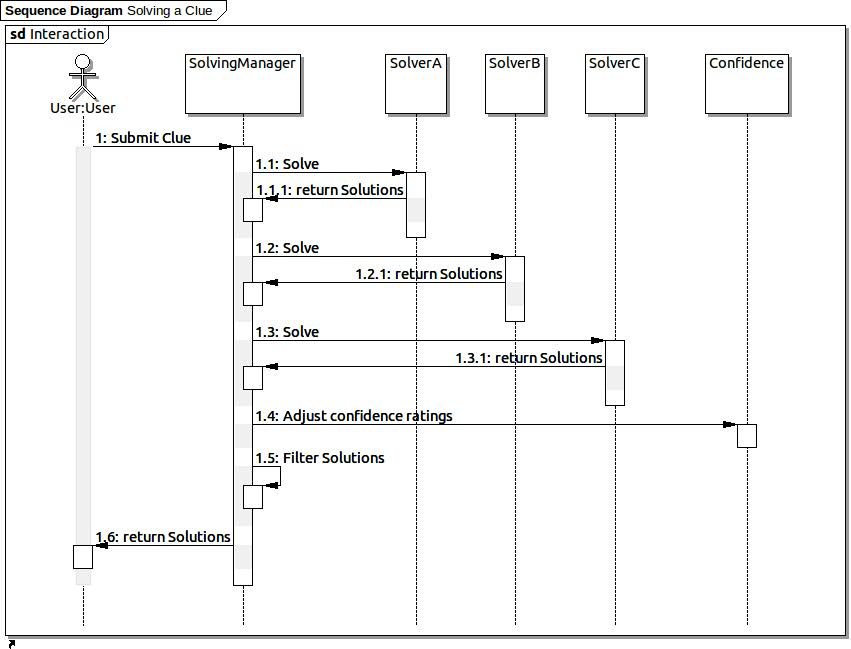 Sequence Diagram Solving a Clue
sd Interaction
User:User
SolvingManager
SolverA
SolverB
SolverC
Confidence
1: Submit Clue
1.1: Solve
1.1.1: return Solutions
1.2: Solve
1.2.1: return Solutions
1.3: Solve
1.3.1: return Solutions
1.4: Adjust confidence ratings
1.5: Filter Solutions
1.6: return Solutions